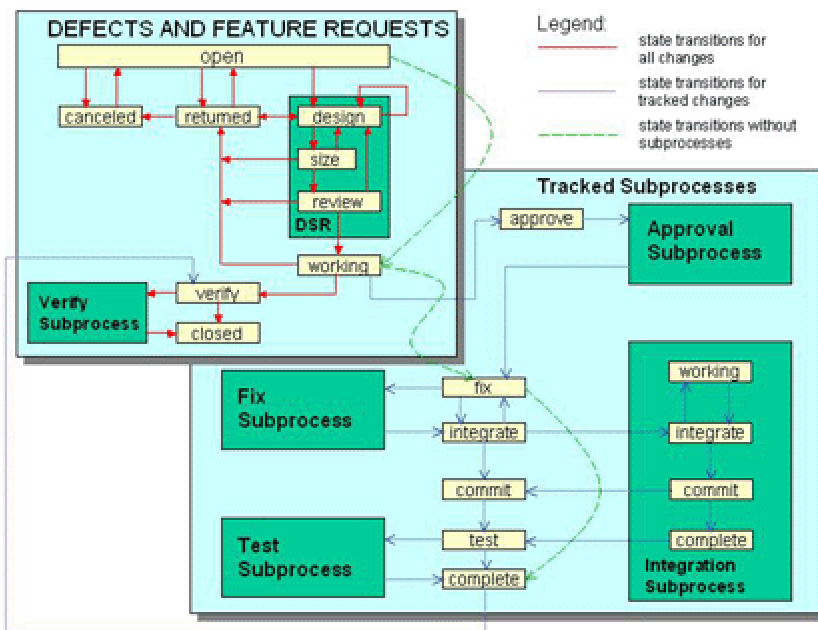 DEFECTS AND FEATURE REQUESTS
open
canceled
returned
design
size
review
DSR
working
verify
Verify
Subprocess
closed
Legend:
state transitions for
all changes
state transitions for
tracked changes
state transitions without
subprocesses
Tracked Subprocesses
approve
Approval
Subprocess
Fix
Subprocess
fix
integrate
commit
test
complete
Test
Subprocess
working
integrate
commit
complete
Integration
Subprocess